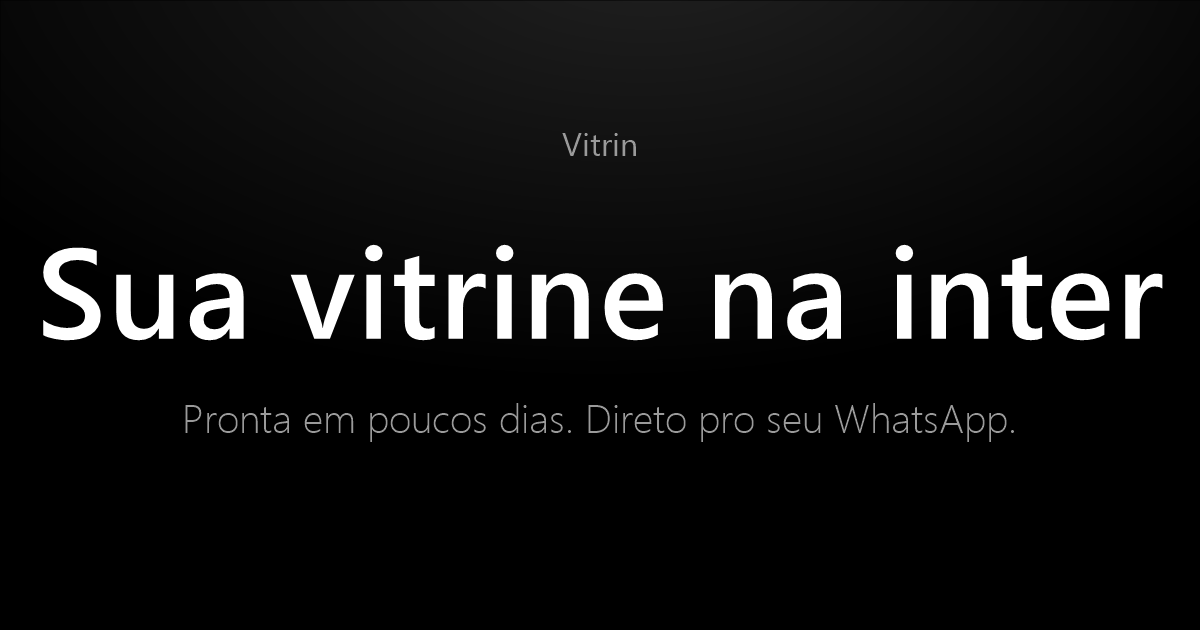 Vitrin
Sua vitrine na inter
Pronta em poucos dias. Direto pro seu WhatsApp.